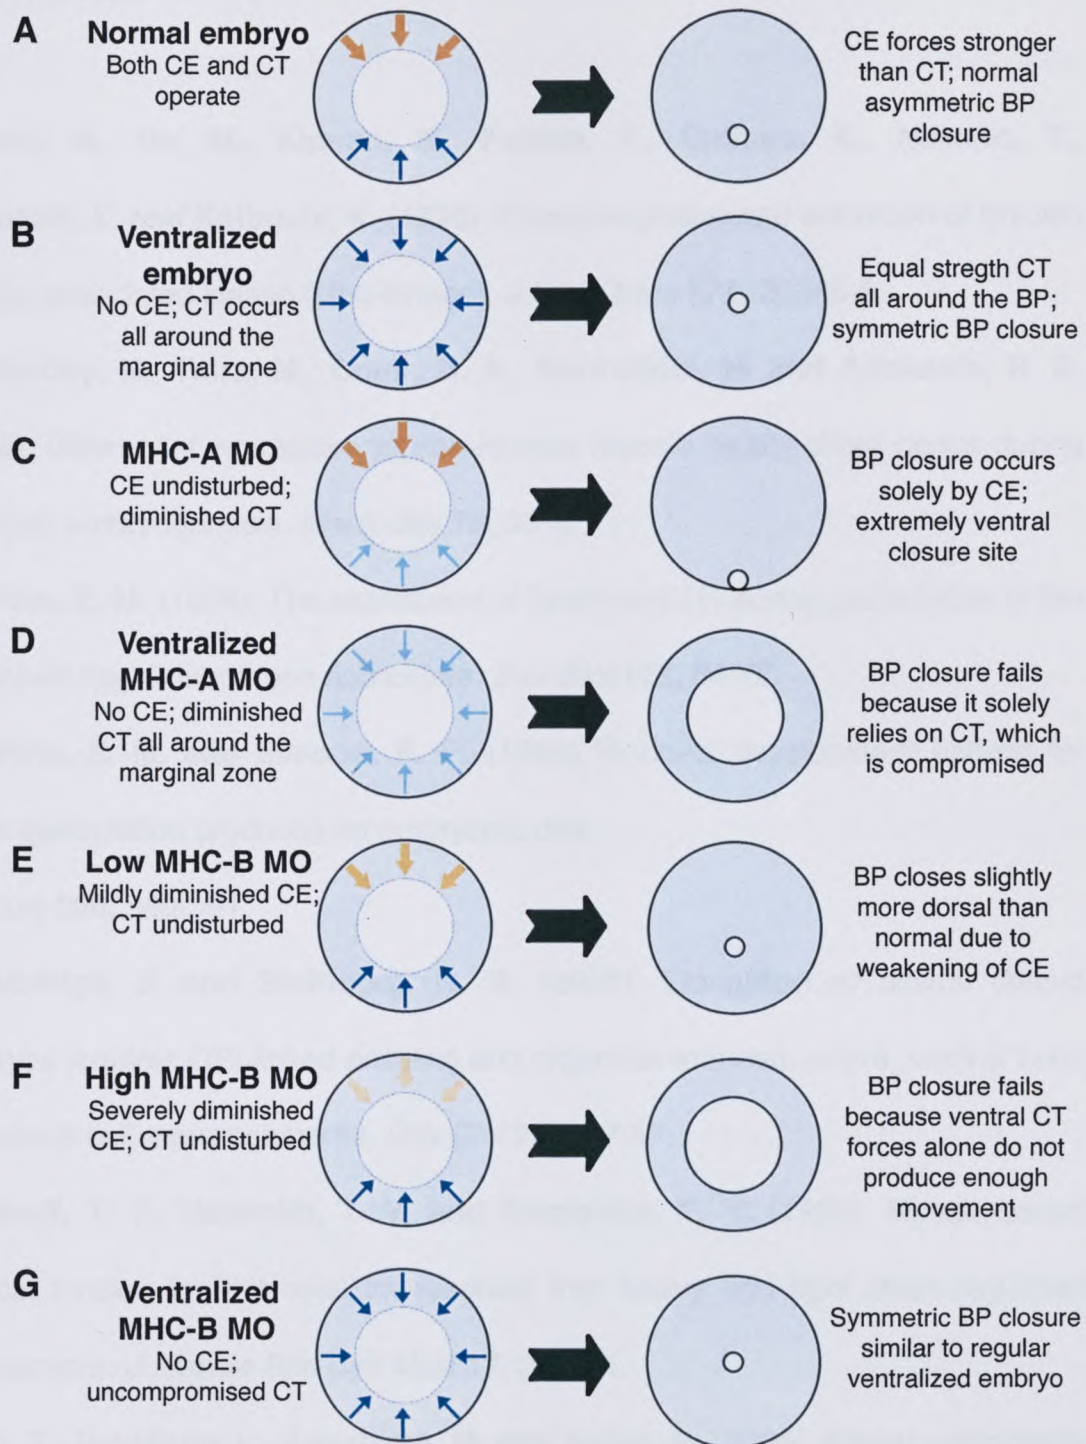 A
Normal embryo
Both CE and CT
operate
CE forces stronger
than CT; normal
asymmetric BP
closure
B
Ventralized
embryo
No CE; CT occurs
all around the
marginal zone
Equal stregth CT
all around the BP;
symmetric BP closure
C
MHC-A MO
CE undisturbed;
diminished CT
BP closure occurs
solely by CE;
extremely ventral
closure site
D
Ventralized
MHC-A MO
No CE; diminished
CT all around the
marginal zone
BP closure fails
because it solely
relies on CT, which
is compromised
E
Low MHC-B MO
Mildly diminished CE;
CT undisturbed
BP closes slightly
more dorsal than
normal due to
weakening of CE
F
High MHC-B MO
Severely diminished
CE; CT undisturbed
BP closure fails
because ventral CT
forces alone do not
produce enough
movement
G
Ventralized
MHC-B MO
No CE;
uncompromised CT
Symmetric BP closure
similar to regular
ventralized embryo